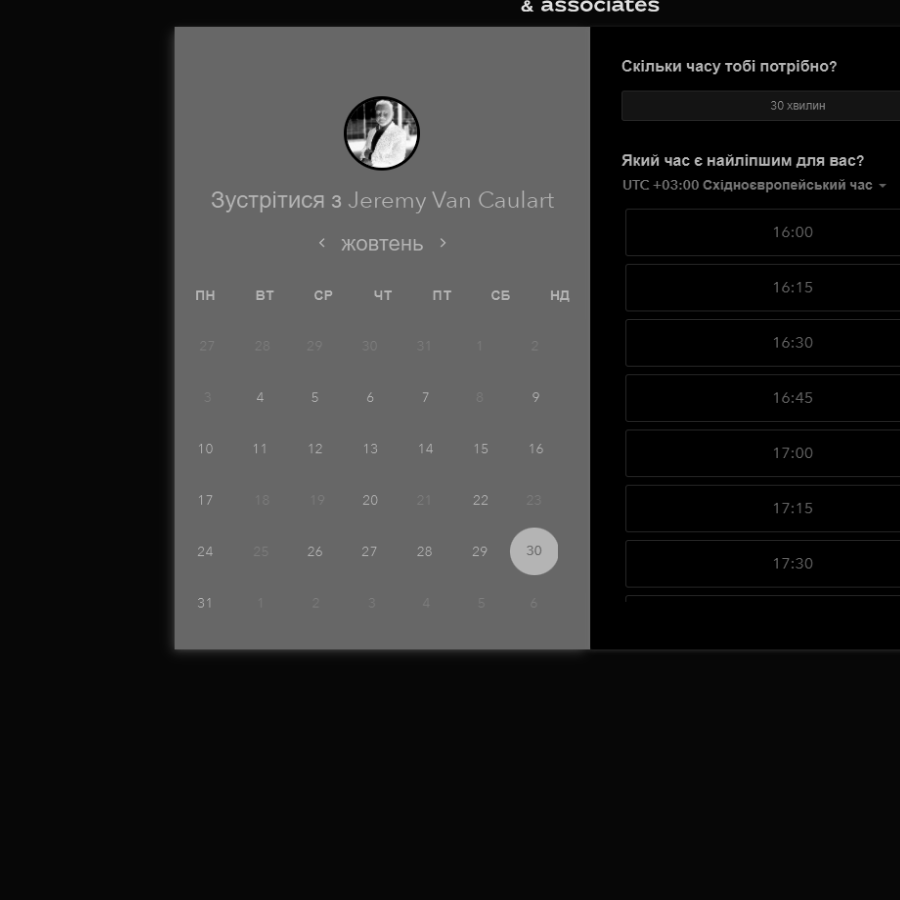 & associates
Зустрітися з Jeremy Van Caulart
жовтень
ПН ВТ СР ЧТ ПТ СБ НД
27 28 29 30 31 1 2
3 4 5 6 7 8 9
10 11 12 13 14 15 16
17 18 19 20 21 22 23
24 25 26 27 28 29 30
31 1 2 3 4 5 6
Скільки часу тобі потрібно?
30 хвилин
Який час є найліпшим для вас?
UTC +03:00 Східноєвропейський час
16:00
16:15
16:30
16:45
17:00
17:15
17:30